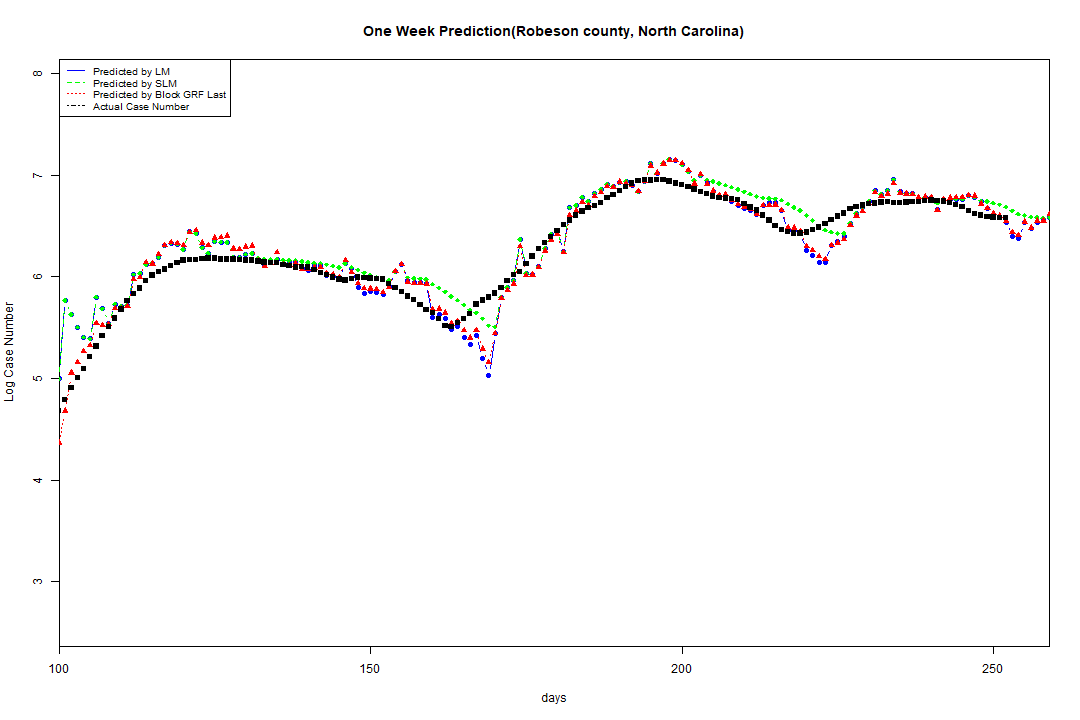 One Week Prediction(Robeson county, North Carolina)
Predicted by LM
Predicted by SLM
Predicted by Block GRF Last
Actual Case Number
8
7
6
5
4
3
Log Case Number
100
150
200
250
days